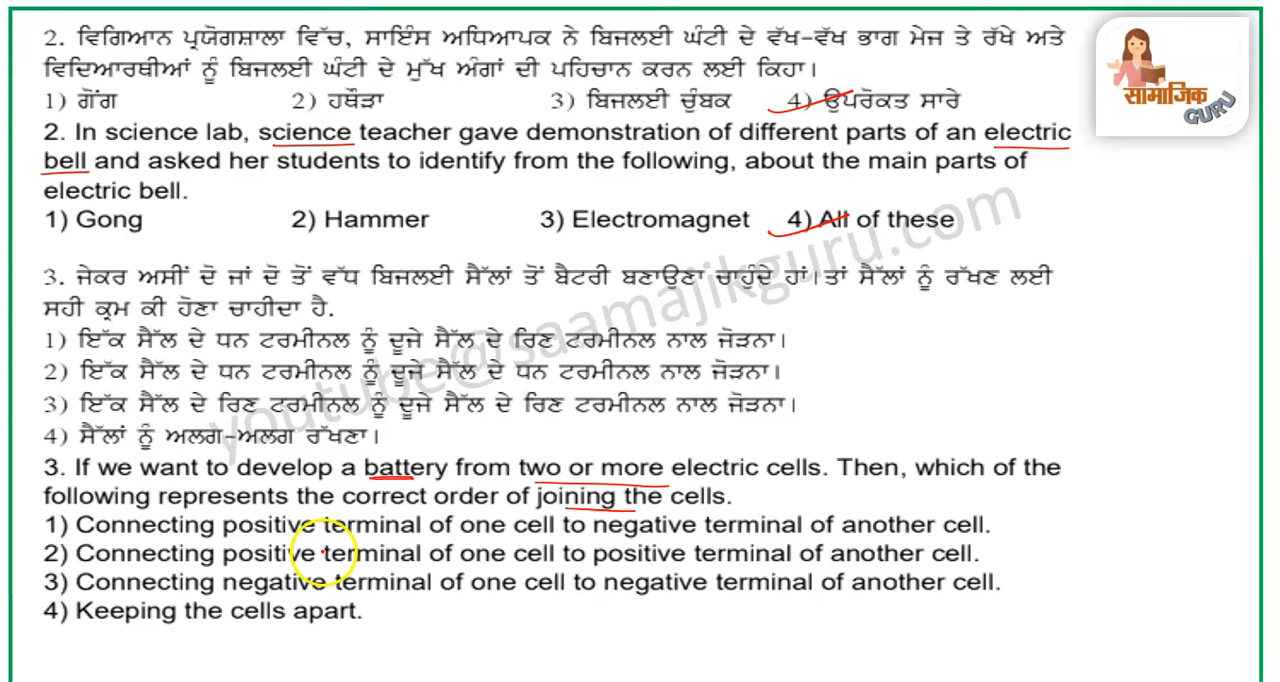 2. ਵਿਗਿਆਨ ਪ੍ਰਯੋਗਸ਼ਾਲਾ ਵਿੱਚ, ਸਾਇੰਸ ਅਧਿਆਪਕ ਨੇ ਬਿਜਲਈ ਘੰਟੀ ਦੇ ਵੱਖ-ਵੱਖ ਭਾਗ ਮੇਜ ਤੇ ਰੱਖੇ ਅਤੇ
ਵਿਦਿਆਰਥੀਆਂ ਨੂੰ ਬਿਜਲਈ ਘੰਟੀ ਦੇ ਮੁੱਖ ਅੰਗਾਂ ਦੀ ਪਹਿਚਾਨ ਕਰਨ ਲਈ ਕਿਹਾ।
1) ਗੋਂਗ 2) ਹਥੌੜਾ 3) ਬਿਜਲਈ ਚੁੰਬਕ 4) ਉਪਰੋਕਤ ਸਾਰੇ
2. In science lab, science teacher gave demonstration of different parts of an electric
bell and asked her students to identify from the following, about the main parts of
electric bell.
1) Gong 2) Hammer 3) Electromagnet 4) All of these
3. ਜੇਕਰ ਅਸੀਂ ਦੋ ਜਾਂ ਦੋ ਤੋਂ ਵੱਧ ਬਿਜਲਈ ਸੈੱਲਾਂ ਤੋਂ ਬੈਟਰੀ ਬਣਾਉਣਾ ਚਾਹੁੰਦੇ ਹਾਂ। ਤਾਂ ਸੈੱਲਾਂ ਨੂੰ ਰੱਖਣ ਲਈ
ਸਹੀ ਕ੍ਰਮ ਕੀ ਹੋਣਾ ਚਾਹੀਦਾ ਹੈ.
1) ਇੱਕ ਸੈੱਲ ਦੇ ਧਨ ਟਰਮੀਨਲ ਨੂੰ ਦੂਜੇ ਸੈੱਲ ਦੇ ਰਿਣ ਟਰਮੀਨਲ ਨਾਲ ਜੋੜਨਾ।
2) ਇੱਕ ਸੈੱਲ ਦੇ ਧਨ ਟਰਮੀਨਲ ਨੂੰ ਦੂਜੇ ਸੈੱਲ ਦੇ ਧਨ ਟਰਮੀਨਲ ਨਾਲ ਜੋੜਨਾ।
3) ਇੱਕ ਸੈੱਲ ਦੇ ਰਿਣ ਟਰਮੀਨਲ ਨੂੰ ਦੂਜੇ ਸੈੱਲ ਦੇ ਰਿਣ ਟਰਮੀਨਲ ਨਾਲ ਜੋੜਨਾ।
4) ਸੈੱਲਾਂ ਨੂੰ ਅਲਗ-ਅਲਗ ਰੱਖਣਾ।
3. If we want to develop a battery from two or more electric cells. Then, which of the
following represents the correct order of joining the cells.
1) Connecting positive terminal of one cell to negative terminal of another cell.
2) Connecting positive terminal of one cell to positive terminal of another cell.
3) Connecting negative terminal of one cell to negative terminal of another cell.
4) Keeping the cells apart.
सामाजिक
GURU
youtube@saamajikguru.com